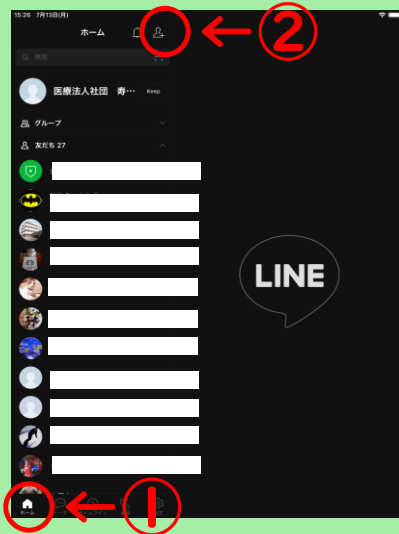 15:26 7月13日(月)
ホーム
②
検索
医療法人社団 寿… Keep
グループ
友だち 27
LINE
ホーム
①